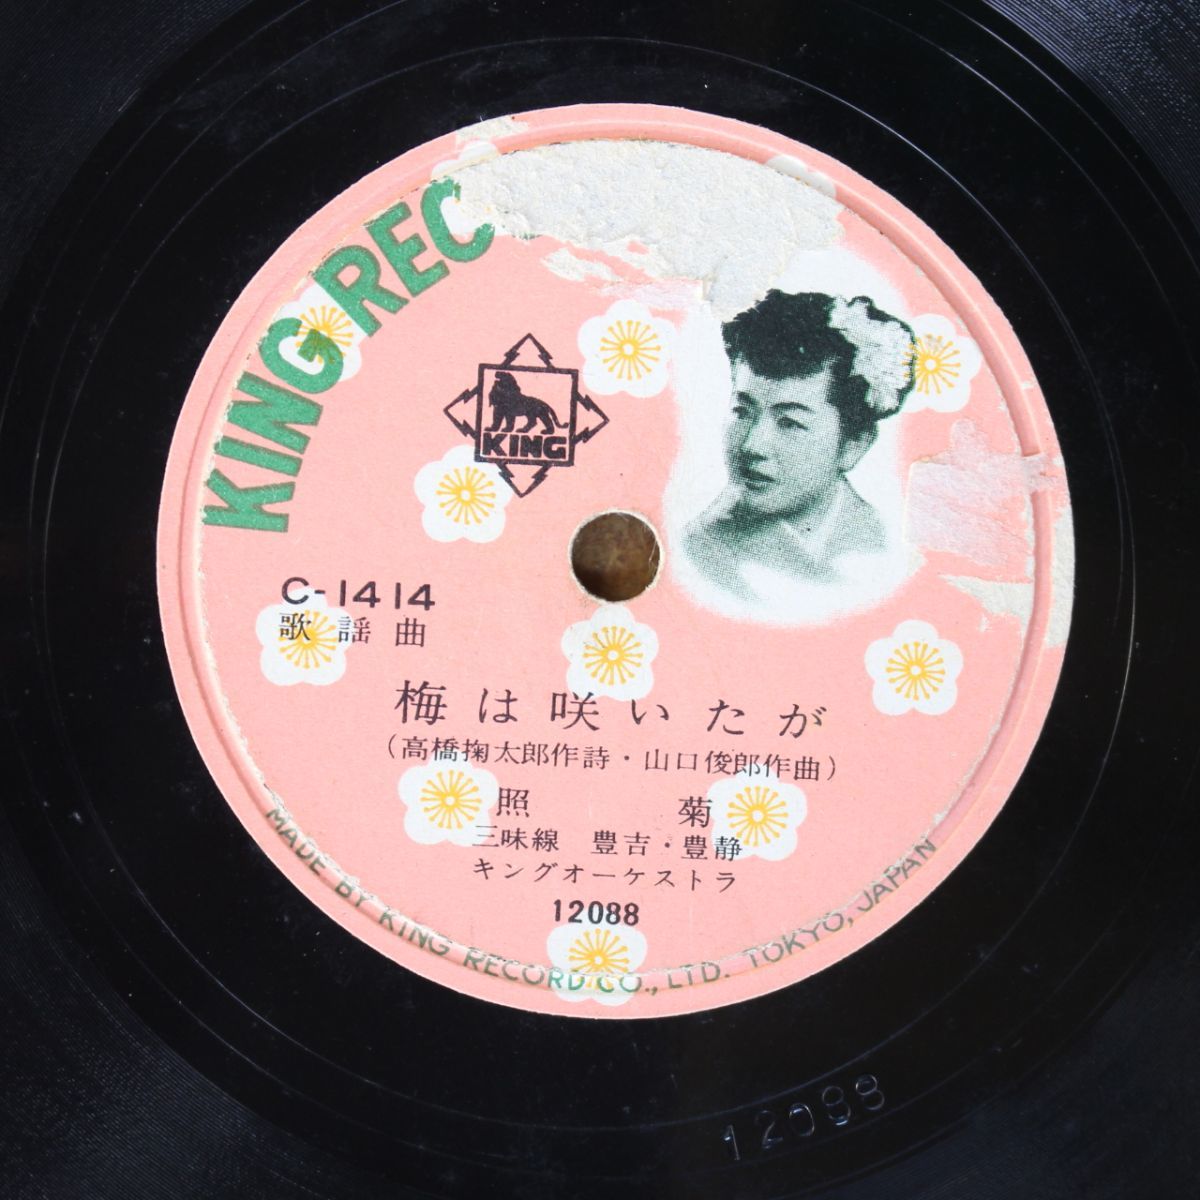 KING REC
KING
C-1414
歌謡曲
梅は咲いたが
(高橋掬太郎作詩・山口俊郎作曲)
照菊
三味線 豊吉・豊静
キングオーケストラ
12088
MADE BY KING RECORD CO., LTD. TOKYO, JAPAN
12088